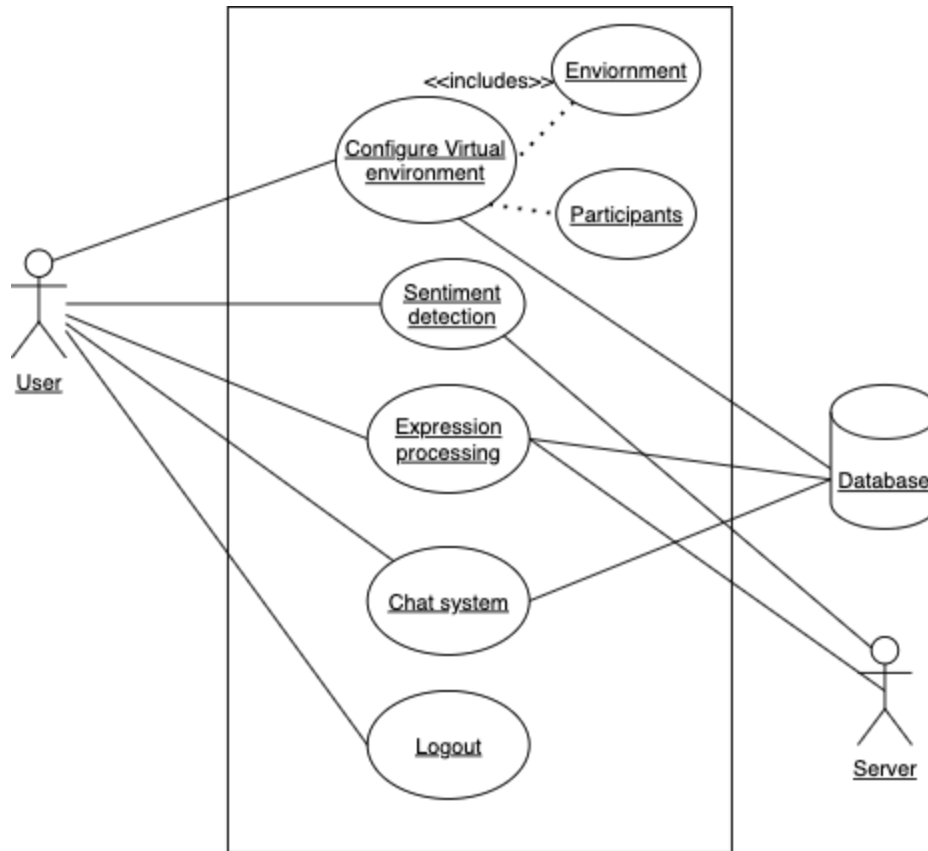 Enviornment
<<includes>>
Configure Virtual
environment
Participants
Sentiment
detection
User
Expression
processing
Database
Chat system
Logout
Server